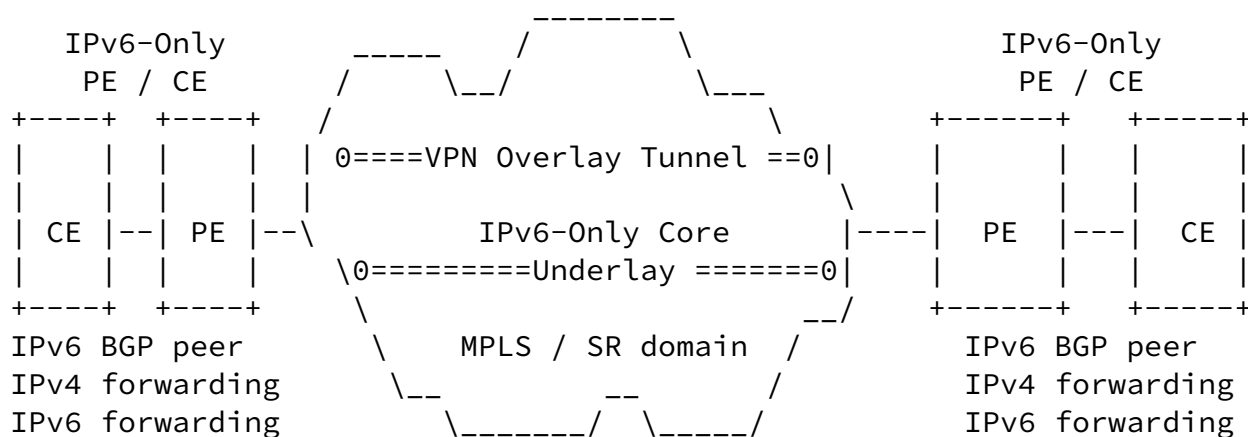 IPv6-Only IPv6-Only
PE / CE PE / CE
0====VPN Overlay Tunnel ==0
CE PE IPv6-Only Core PE CE
0=========Underlay =======0
IPv6 BGP peer MPLS / SR domain IPv6 BGP peer
IPv4 forwarding IPv4 forwarding
IPv6 forwarding IPv6 forwarding